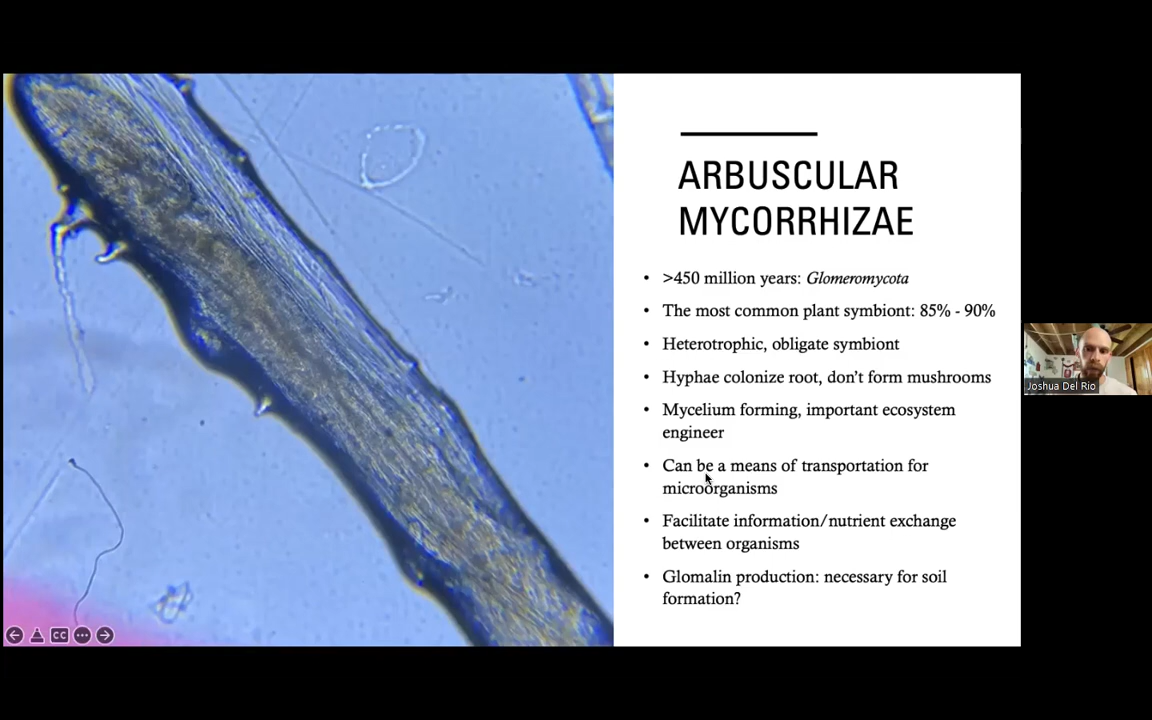 ARBUSCULAR
MYCORRHIZAE
• >450 million years: Glomeromycota
• The most common plant symbiont: 85% - 90%
• Heterotrophic, obligate symbiont
• Hyphae colonize root, don’t form mushrooms
• Mycelium forming, important ecosystem
engineer
• Can be a means of transportation for
microorganisms
• Facilitate information/nutrient exchange
between organisms
• Glomalin production: necessary for soil
formation?
Joshua Del Rio
CC